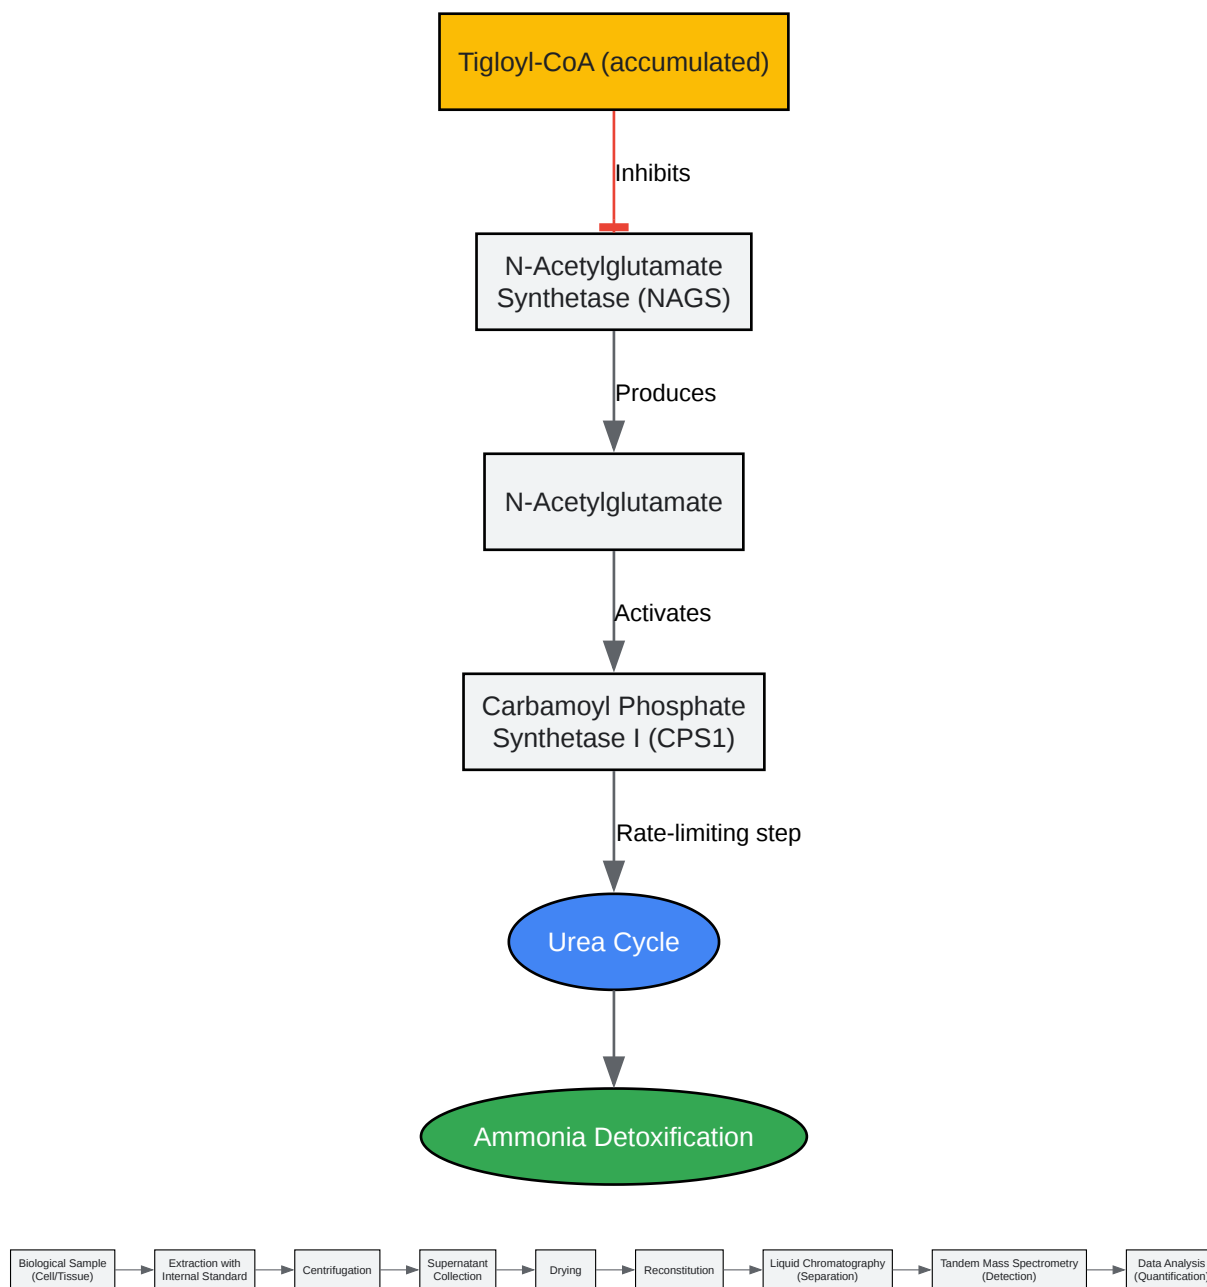 Tigloyl-CoA (accumulated)
Inhibits
N-Acetylglutamate
Synthetase (NAGS)
Produces
N-Acetylglutamate
Activates
Carbamoyl Phosphate
Synthetase I (CPS1)
Rate-limiting step
Urea Cycle
Ammonia Detoxification
Biological Sample
(Cell/Tissue)
Extraction with
Internal Standard
Centrifugation
Supernatant
Collection
Drying
Reconstitution
Liquid Chromatography
(Separation)
Tandem Mass Spectrometry
(Detection)
Data Analysis
(Quantification)